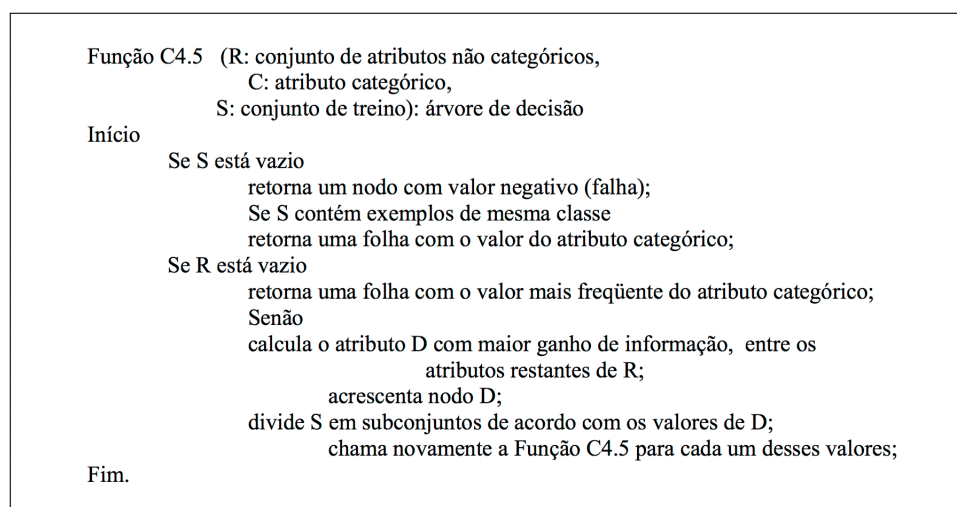 Função C4.5 (R: conjunto de atributos não categóricos,
C: atributo categórico,
S: conjunto de treino): árvore de decisão
Início
Se S está vazio
retorna um nodo com valor negativo (falha);
Se S contém exemplos de mesma classe
retorna uma folha com o valor do atributo categórico;
Se R está vazio
retorna uma folha com o valor mais freqüente do atributo categórico;
Senão
calcula o atributo D com maior ganho de informação, entre os
atributos restantes de R;
acrescenta nodo D;
divide S em subconjuntos de acordo com os valores de D;
chama novamente a Função C4.5 para cada um desses valores;
Fim.